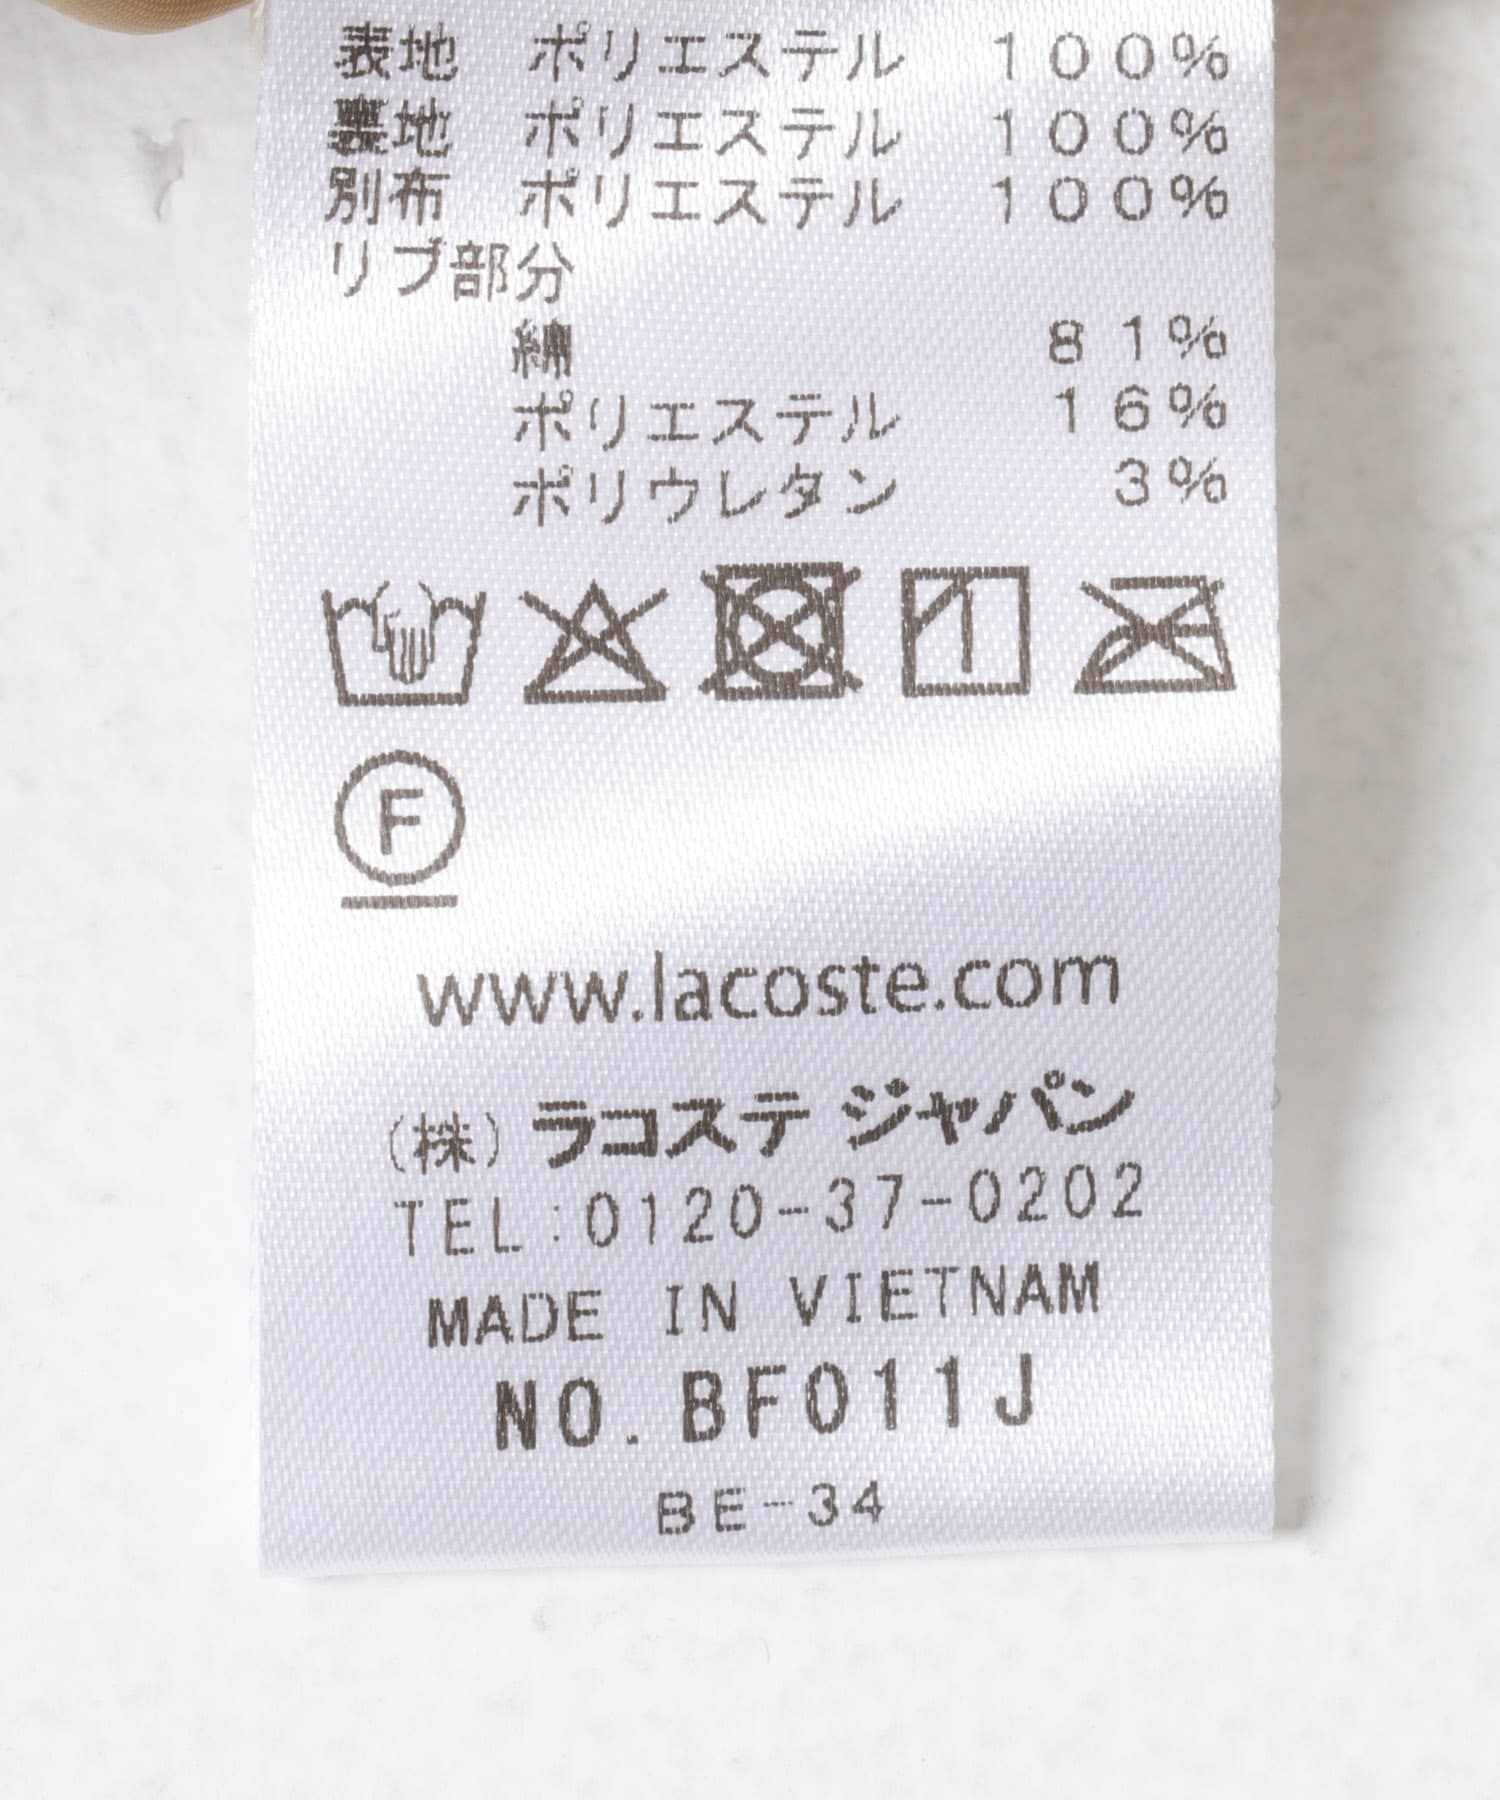 表地 ポリエステル 100%
裏地 ポリエステル 100%
別布 ポリエステル 100%
リブ部分
綿 81%
ポリエステル 16%
ポリウレタン 3%
F
www.lacoste.com
(株) ラコステ ジャパン
TEL:0120-37-0202
MADE IN VIETNAM
NO.BF011J
BE-34